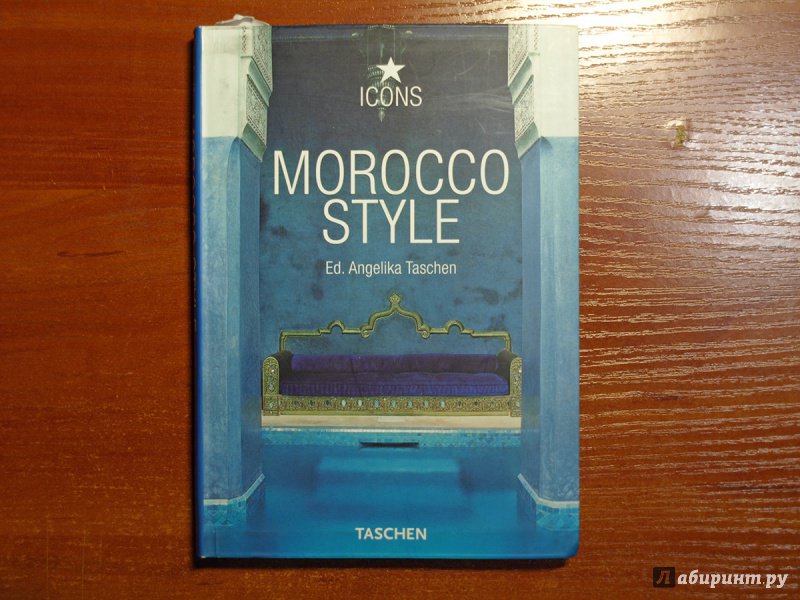 ICONS
MOROCCO
STYLE
Ed. Angelika Taschen
TASCHEN
Лабиринт.ру